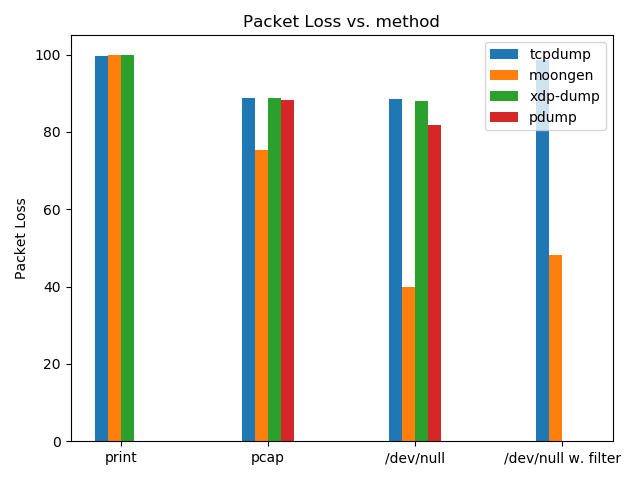 Packet Loss vs. method
tcpdump
moongen
xdp-dump
pdump
Packet Loss
100
80
60
40
20
0
print
pcap
/dev/null
/dev/null w. filter